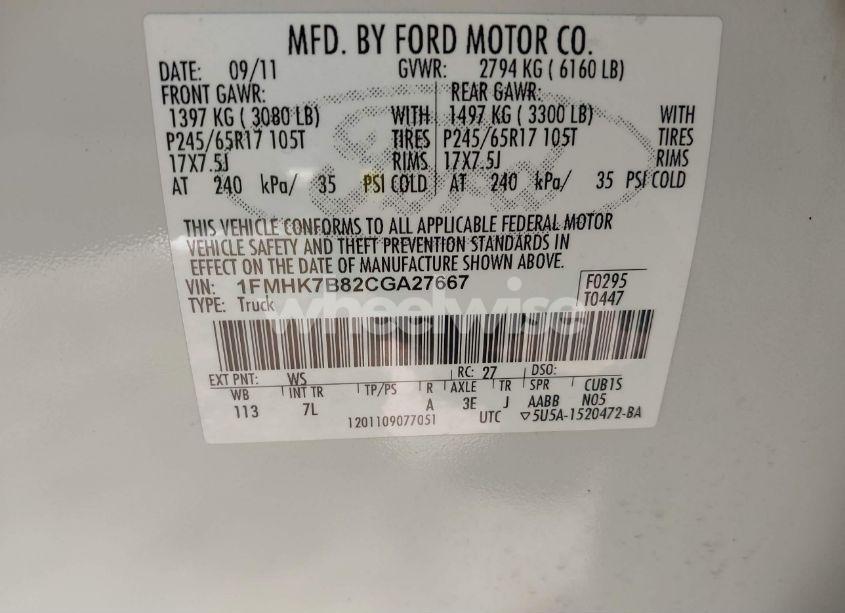 MFD. BY FORD MOTOR CO.
DATE: 09/11 GVWR: 2794 KG ( 6160 LB)
FRONT GAWR: REAR GAWR:
1397 KG ( 3080 LB) WITH 1497 KG ( 3300 LB) WITH
P245/65R17 105T TIRES P245/65R17 105T TIRES
17X7.5J RIMS 17X7.5J RIMS
AT 240 kPa/ 35 PSI COLD AT 240 kPa/ 35 PSI COLD
Ford
THIS VEHICLE CONFORMS TO ALL APPLICABLE FEDERAL MOTOR
VEHICLE SAFETY AND THEFT PREVENTION STANDARDS IN
EFFECT ON THE DATE OF MANUFACTURE SHOWN ABOVE.
VIN: 1FMHK7B82CGA27667 F0295
TYPE: Truck T0447
wheelwise
EXT PNT: WS RC: 27 DSO:
WB INT TR TP/PS R AXLE TR SPR CUB1S
113 7L A 3E J AABB N05
1201109077051 UTC ▽5U5A-1520472-BA